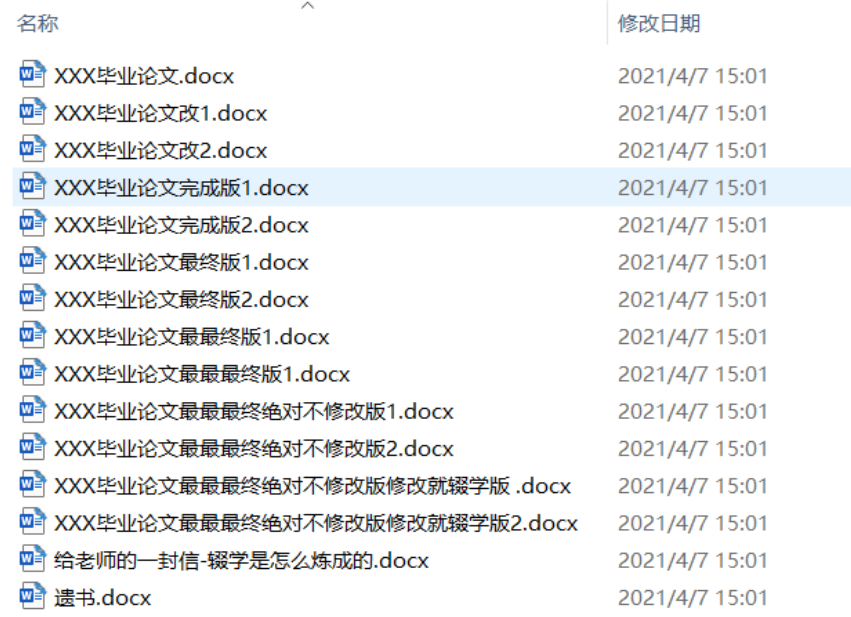 名称 修改日期
XXX毕业论文.docx 2021/4/7 15:01
XXX毕业论文改1.docx 2021/4/7 15:01
XXX毕业论文改2.docx 2021/4/7 15:01
XXX毕业论文完成版1.docx 2021/4/7 15:01
XXX毕业论文完成版2.docx 2021/4/7 15:01
XXX毕业论文最终版1.docx 2021/4/7 15:01
XXX毕业论文最终版2.docx 2021/4/7 15:01
XXX毕业论文最最终版1.docx 2021/4/7 15:01
XXX毕业论文最最最终版1.docx 2021/4/7 15:01
XXX毕业论文最最最终绝对不修改版1.docx 2021/4/7 15:01
XXX毕业论文最最最终绝对不修改版2.docx 2021/4/7 15:01
XXX毕业论文最最最终绝对不修改版修改就辍学版 .docx 2021/4/7 15:01
XXX毕业论文最最最终绝对不修改版修改就辍学版2.docx 2021/4/7 15:01
给老师的一封信-辍学是怎么炼成的.docx 2021/4/7 15:01
遗书.docx 2021/4/7 15:01